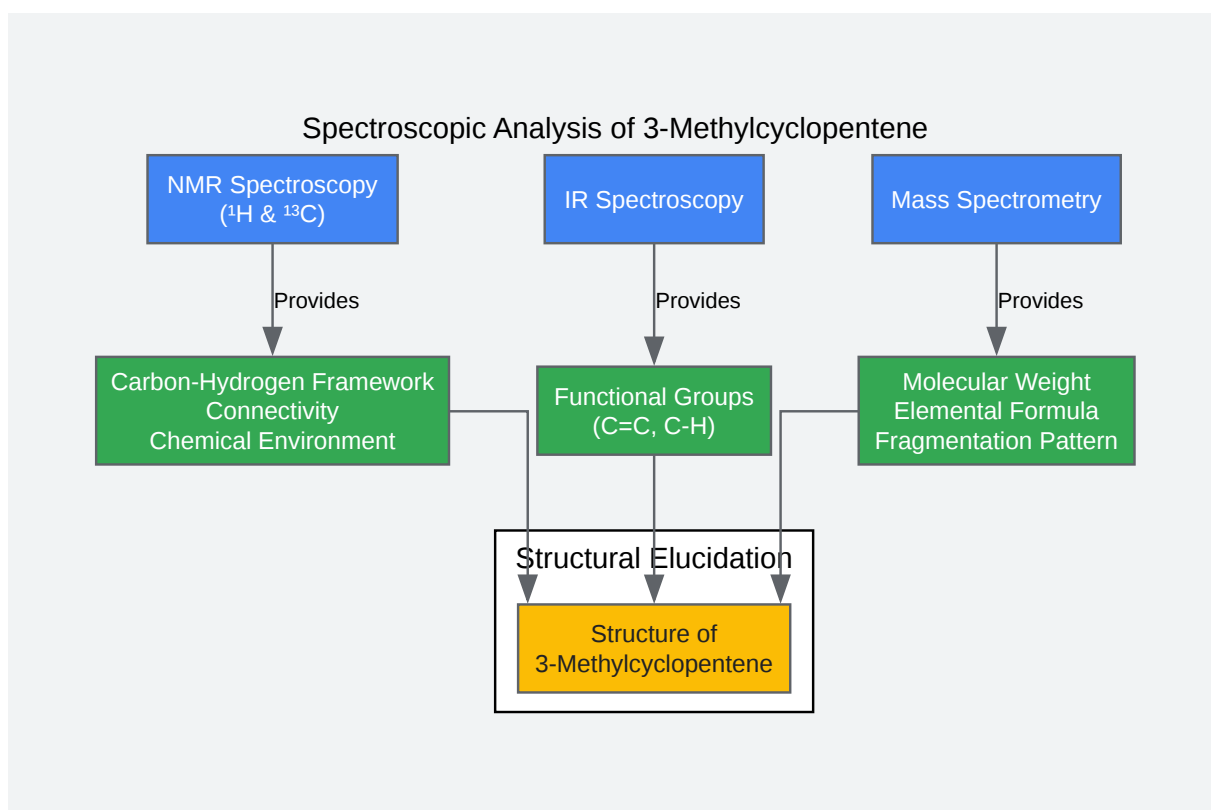 Spectroscopic Analysis of 3-Methylcyclopentene
NMR Spectroscopy
(¹H & ¹³C)
IR Spectroscopy
Mass Spectrometry
Provides
Provides
Provides
Carbon-Hydrogen Framework
Connectivity
Chemical Environment
Functional Groups
(C=C, C-H)
Molecular Weight
Elemental Formula
Fragmentation Pattern
Structural Elucidation
Structure of
3-Methylcyclopentene